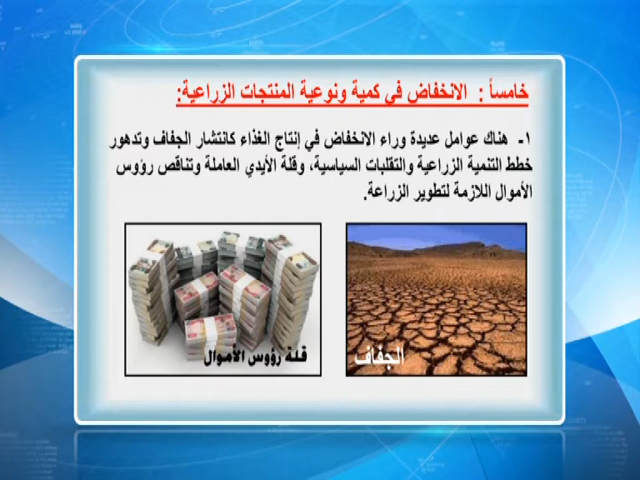 خامساً : الانخفاض في كمية ونوعية المنتجات الزراعية:
١- هناك عوامل عديدة وراء الانخفاض في إنتاج الغذاء كانتشار الجفاف وتدهور
خطط التنمية الزراعية والتقلبات السياسية، وقلة الأيدي العاملة وتناقص رؤوس
الأموال اللازمة لتطوير الزراعة.
الجفاف
قلة رؤوس الأموال